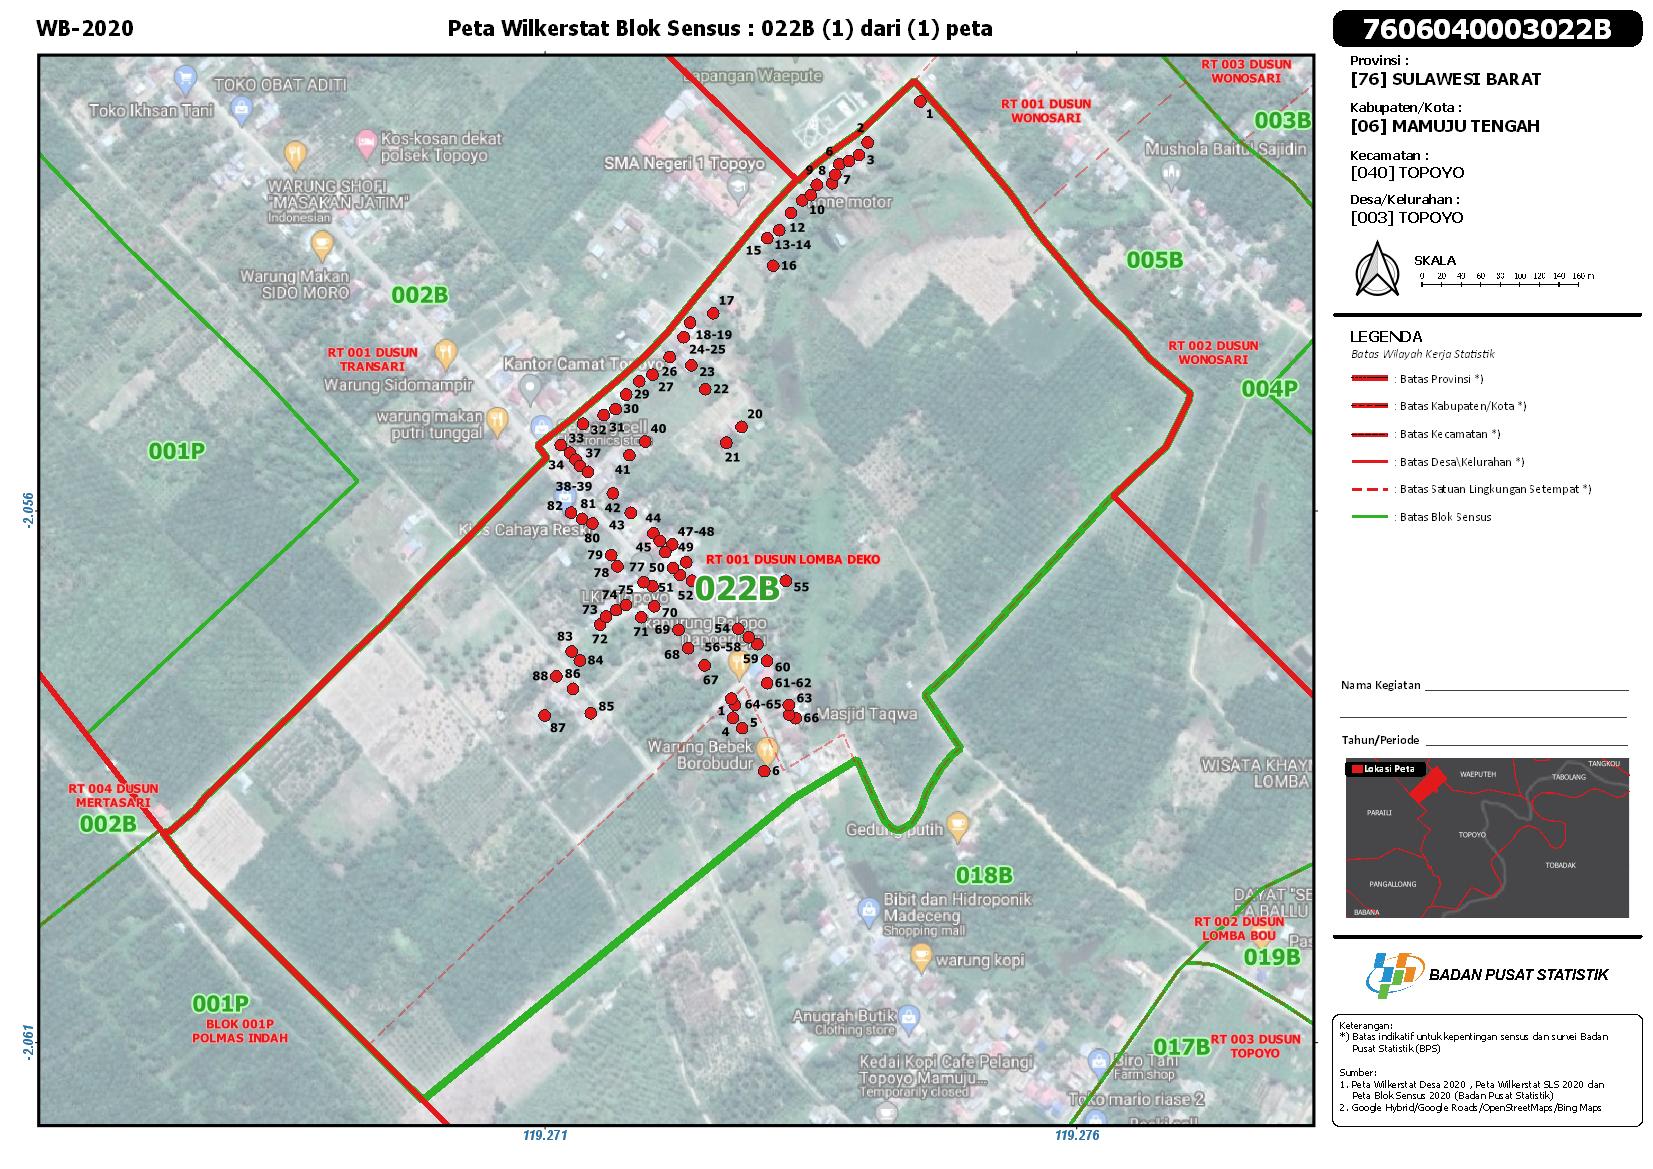 WB-2020
Peta Wilkerstat Blok Sensus : 022B (1) dari (1) peta
7606040003022B
Provinsi :
[76] SULAWESI BARAT
Kabupaten/Kota :
[06] MAMUJU TENGAH
Kecamatan :
[040] TOPOYO
Desa/Kelurahan :
[003] TOPOYO
SKALA
0 20 40 60 80 100 120 140 160 m
LEGENDA
Batas Wilayah Kerja Statistik
: Batas Provinsi *)
: Batas Kabupaten/Kota *)
: Batas Kecamatan *)
: Batas Desa\Kelurahan *)
: Batas Satuan Lingkungan Setempat *)
: Batas Blok Sensus
Nama Kegiatan
Tahun/Periode
Lokasi Peta
WAEPUTEH
TABOLANG
TANGKOU
PARAILI
TOPOYO
TOBADAK
PANGALLOANG
BABANA
BADAN PUSAT STATISTIK
Keterangan:
*) Batas indikatif untuk kepentingan sensus dan survei Badan
Pusat Statistik (BPS)
Sumber:
1. Peta Wilkerstat Desa 2020 , Peta Wilkerstat SLS 2020 dan
Peta Blok Sensus 2020 (Badan Pusat Statistik)
2. Google Hybrid/Google Roads/OpenStreetMaps/Bing Maps
TOKO OBAT ADITI
Toko Ikhsan Tani
Kos-kosan dekat
polsek Topoyo
WARUNG SHOFI
"MASAKAN JATIM"
Indonesian
Warung Makan
SIDO MORO
002B
RT 001 DUSUN
TRANSARI
Warung Sidomampir
warung makan
putri tunggal
001P
Lapangan Waepute
SMA Negeri 1 Topoyo
Kantor Camat Topoyo
RT 001 DUSUN
WONOSARI
RT 003 DUSUN
WONOSARI
003B
Mushola Baitul Sajidin
005B
RT 002 DUSUN
WONOSARI
004P
motor
1
2
3
6
7
9 8
10
12
13-14
15
16
17
18-19
24-25
23
22
26
27
29
30
31
32
33
34
37
38-39
40
41
20
21
42
43
44
45
47-48
49
50
51
52
55
82
81
80
79
78
77
75
74
73
72
71
70
69
68
67
54
56-58
59
60
61-62
63
64-65
66
83
84
88
86
85
87
1
4
5
6
RT 001 DUSUN LOMBA DEKO
022B
Masjid Taqwa
Warung Bebek
Borobudur
RT 004 DUSUN
MERTASARI
002B
001P
BLOK 001P
POLMAS INDAH
Gedung putih
018B
Bibit dan Hidroponik
Madeceng
Shopping mall
warung kopi
Anugrah Butik
Clothing store
Kedai Kopi Cafe Pelangi
Topoyo Mamuju...
Temporarily closed
RT 002 DUSUN
LOMBA BOU
019B
017B
RT 003 DUSUN
TOPOYO
Biro Tani
Farm shop
Toko mario riase 2
-2.056
-2.061
119.271
119.276